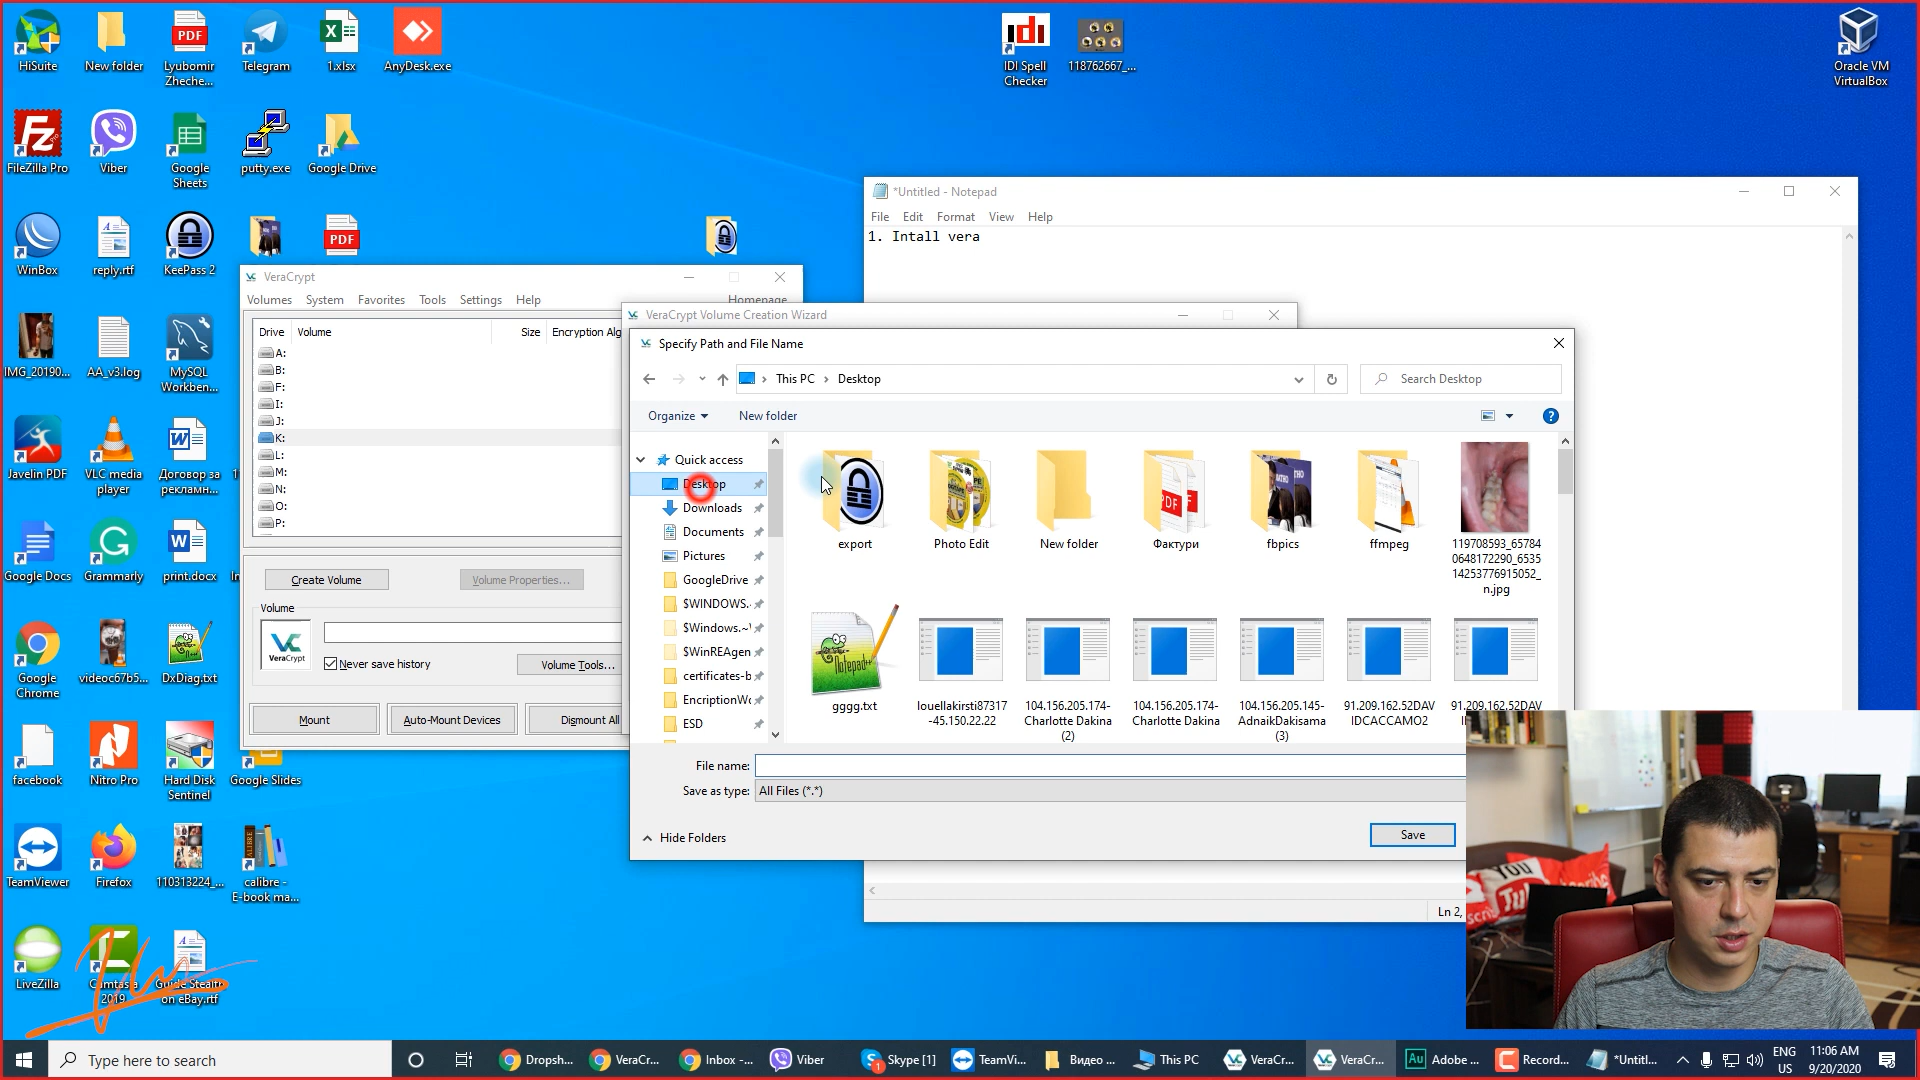 HiSuite
New folder
PDF
Lyubomir
Zheche...
Telegram
1.xlsx
AnyDesk.exe
IDI Spell
Checker
118762667_...
Oracle VM
VirtualBox
FileZilla Pro
Viber
Google
Sheets
putty.exe
Google Drive
WinBox
reply.rtf
KeePass 2
PDF
IMG_20190...
AA_v3.log
MySQL
Workben...
Javelin PDF
VLC media
player
Договор за
рекламн...
Google Docs
Grammarly
print.docx
Google
Chrome
videoc67b5...
DxDiag.txt
facebook
Nitro Pro
Hard Disk
Sentinel
Google Slides
TeamViewer
Firefox
110313224_...
calibre -
E-book ma...
LiveZilla
Camtasia
2019
Guide Stealth
on eBay.rtf
*Untitled - Notepad
File Edit Format View Help
1. Intall vera
Ln 2,
VeraCrypt
Volumes System Favorites Tools Settings Help
Homepage
Drive Volume Size Encryption Alg
A:
B:
F:
I:
J:
K:
L:
M:
N:
O:
P:
Create Volume
Volume Properties...
Volume
VeraCrypt
Never save history
Volume Tools...
Mount
Auto-Mount Devices
Dismount All
VeraCrypt Volume Creation Wizard
Specify Path and File Name
This PC Desktop
Search Desktop
Organize
New folder
Quick access
Desktop
Downloads
Documents
Pictures
GoogleDrive
$WINDOWS.
$Windows.~
$WinREAgen
certificates-b
EncriptionWo
ESD
export
Photo Edit
New folder
Фактури
fbpics
ffmpeg
119708593_65784
0648172290_6535
14253776915052_
n.jpg
gggg.txt
louellakirsti87317
-45.150.22.22
104.156.205.174-
Charlotte Dakina
(2)
104.156.205.174-
Charlotte Dakina
104.156.205.145-
AdnaikDakisama
(3)
91.209.162.52DAV
IDCACCAMO2
91.209.162.52DAV
File name:
Save as type: All Files (*.*)
Hide Folders
Save
Type here to search
Dropsh...
VeraCr...
Inbox -...
Viber
Skype [1]
TeamVi...
Видео ...
This PC
VeraCr...
VeraCr...
Adobe ...
Record...
*Untitl...
ENG
US
11:06 AM
9/20/2020